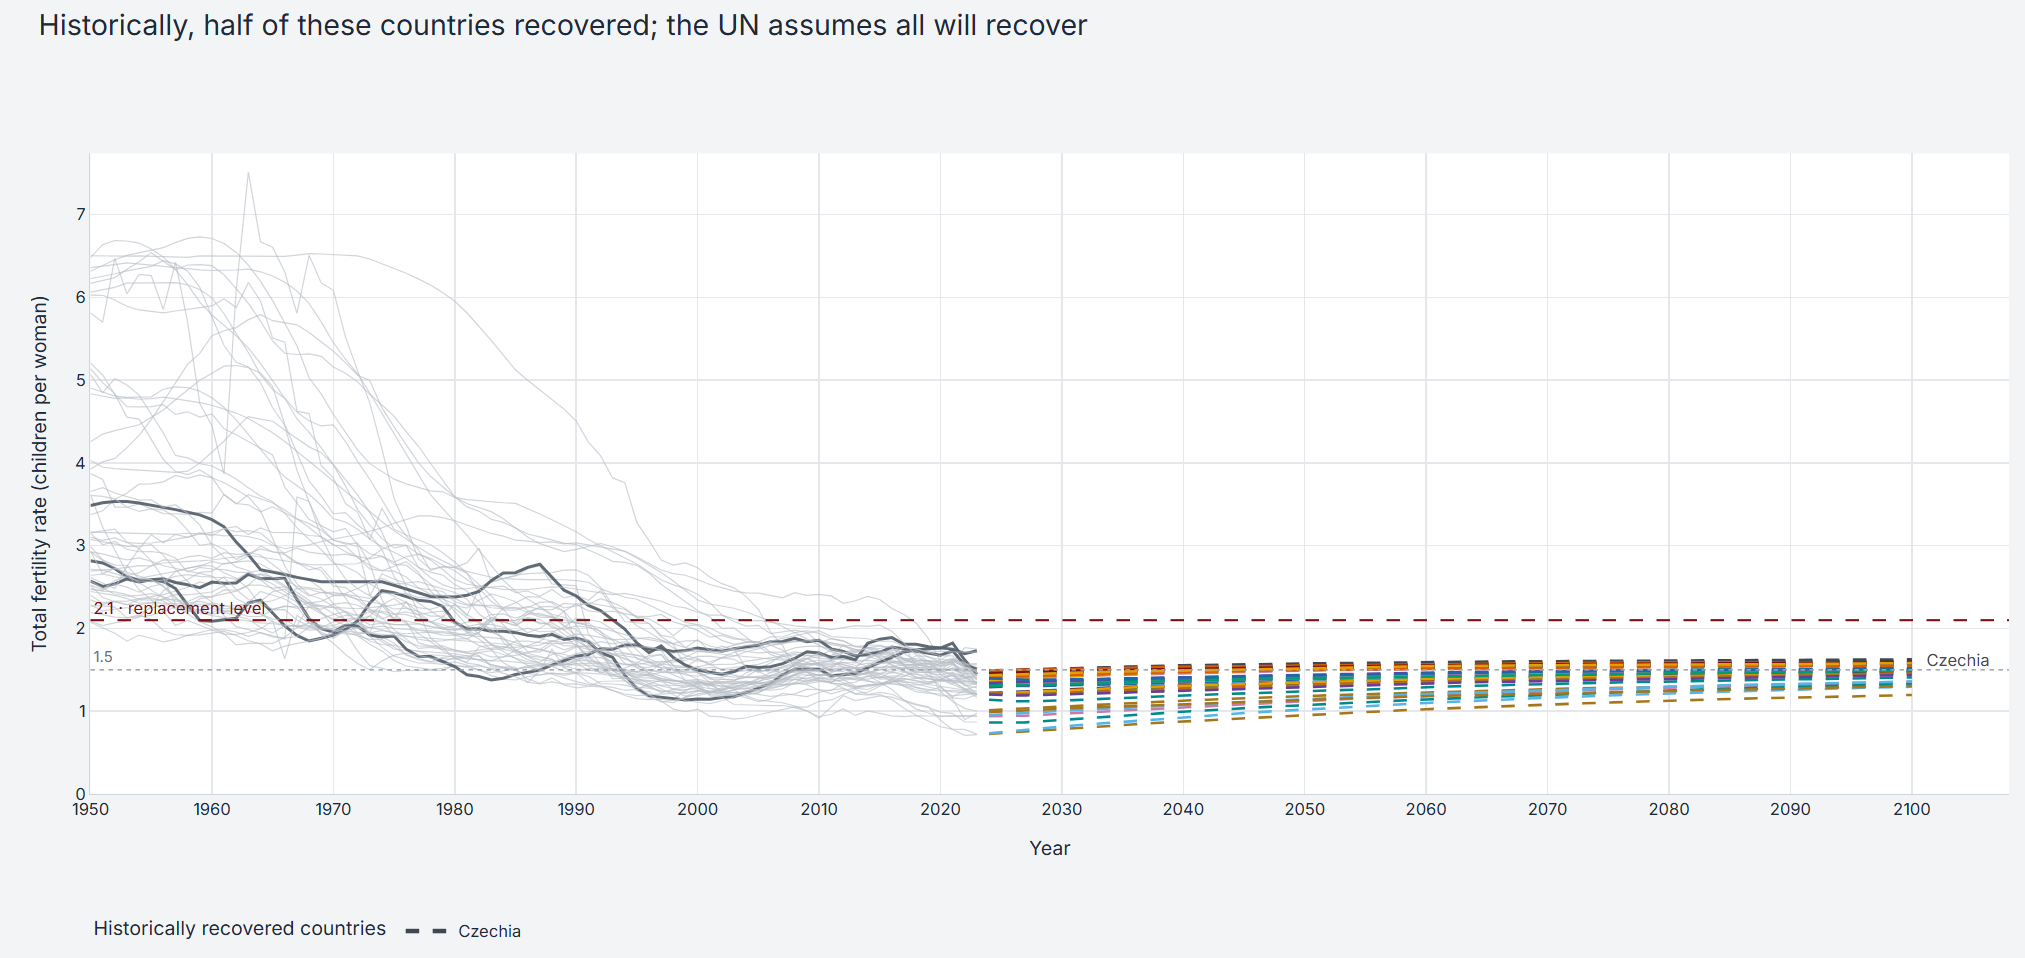 Historically, half of these countries recovered; the UN assumes all will recover
Total fertility rate (children per woman)
7
6
5
4
3
2
1
0
2.1 · replacement level
1.5
Czechia
1950 1960 1970 1980 1990 2000 2010 2020 2030 2040 2050 2060 2070 2080 2090 2100
Year
Historically recovered countries Czechia